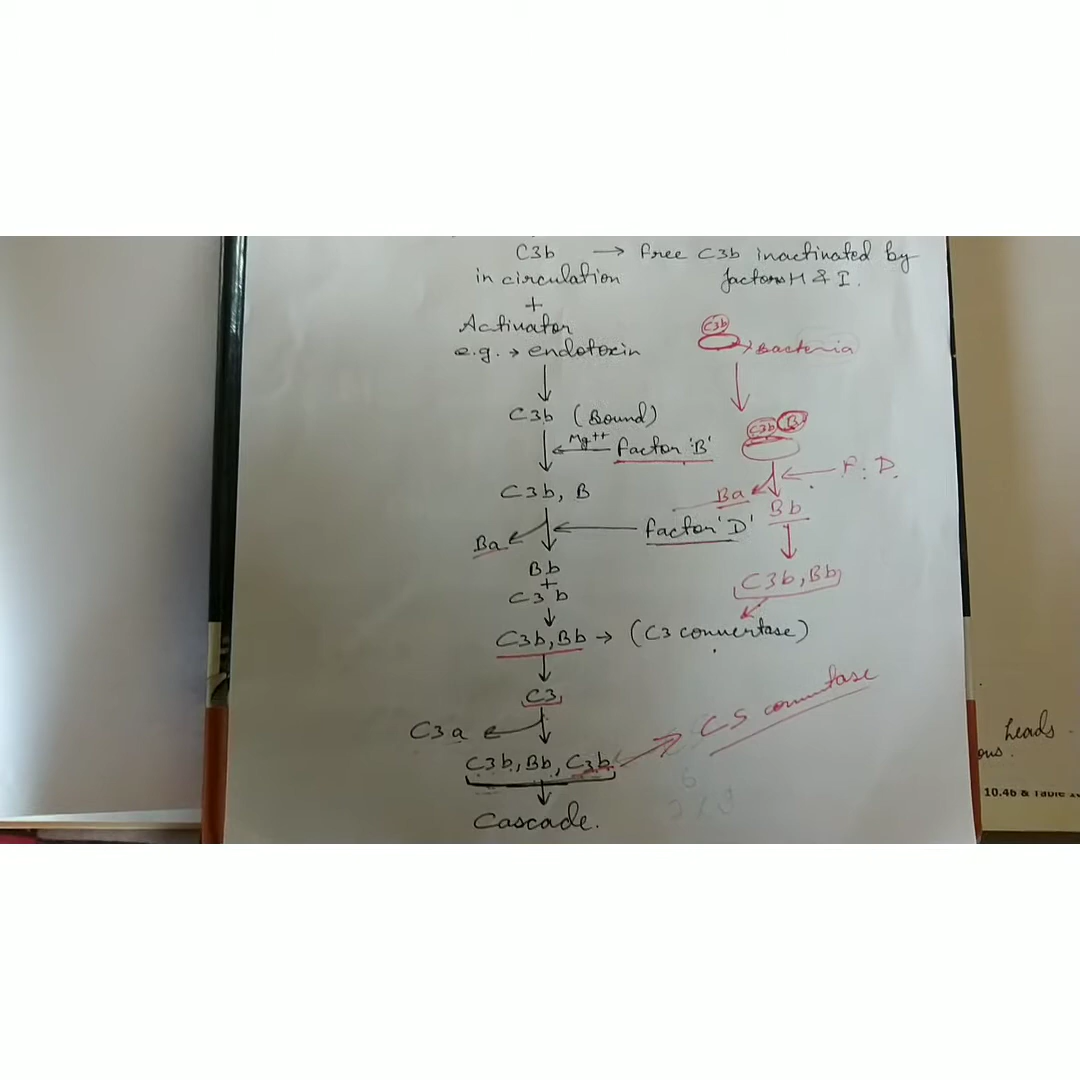 C3b → free C3b inactinated by
in circulation factors H & I.
+
Activator
e.g. → endotoxin
C3b
→ Bacteria
C3b (Bound)
Mg++ factor 'B'
C3b B
C3b, B
F. D.
Ba
Bb
factor 'D'
Ba
Bb
+
C3b
C3b, Bb
C3b, Bb → (C3 convertase)
C3
C3a
C3b, Bb, C3b
C5 convertase
Cascade.
Leads -
ous.
10.4b & Table